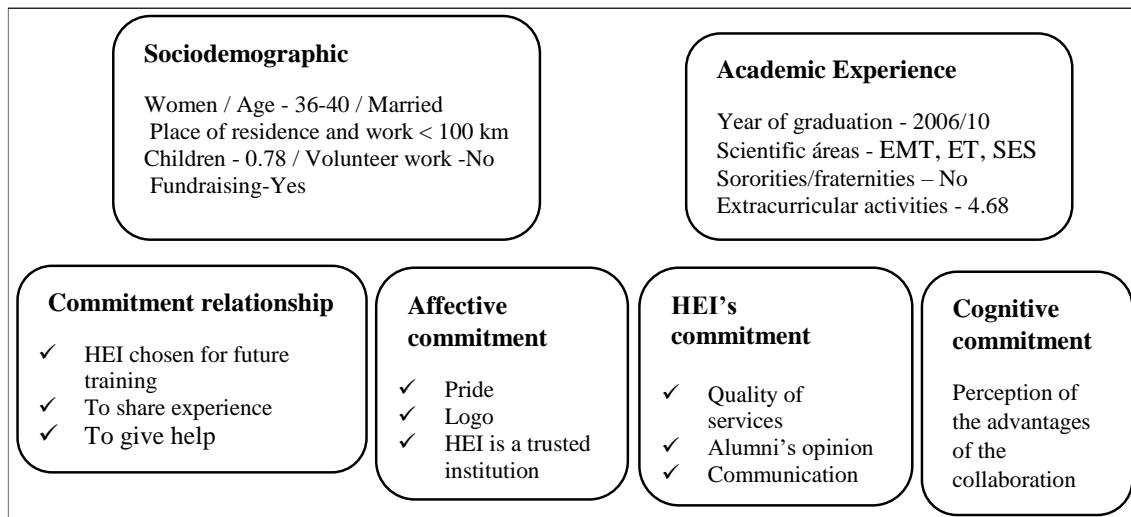 Sociodemographic
Women / Age - 36-40 / Married
Place of residence and work < 100 km
Children - 0.78 / Volunteer work -No
Fundraising-Yes
Academic Experience
Year of graduation - 2006/10
Scientific áreas - EMT, ET, SES
Sororities/fraternities – No
Extracurricular activities - 4.68
Commitment relationship
✓ HEI chosen for future
training
✓ To share experience
✓ To give help
Affective
commitment
✓ Pride
✓ Logo
✓ HEI is a trusted
institution
HEI’s
commitment
✓ Quality of
services
✓ Alumni’s opinion
✓ Communication
Cognitive
commitment
Perception of
the advantages
of the
collaboration